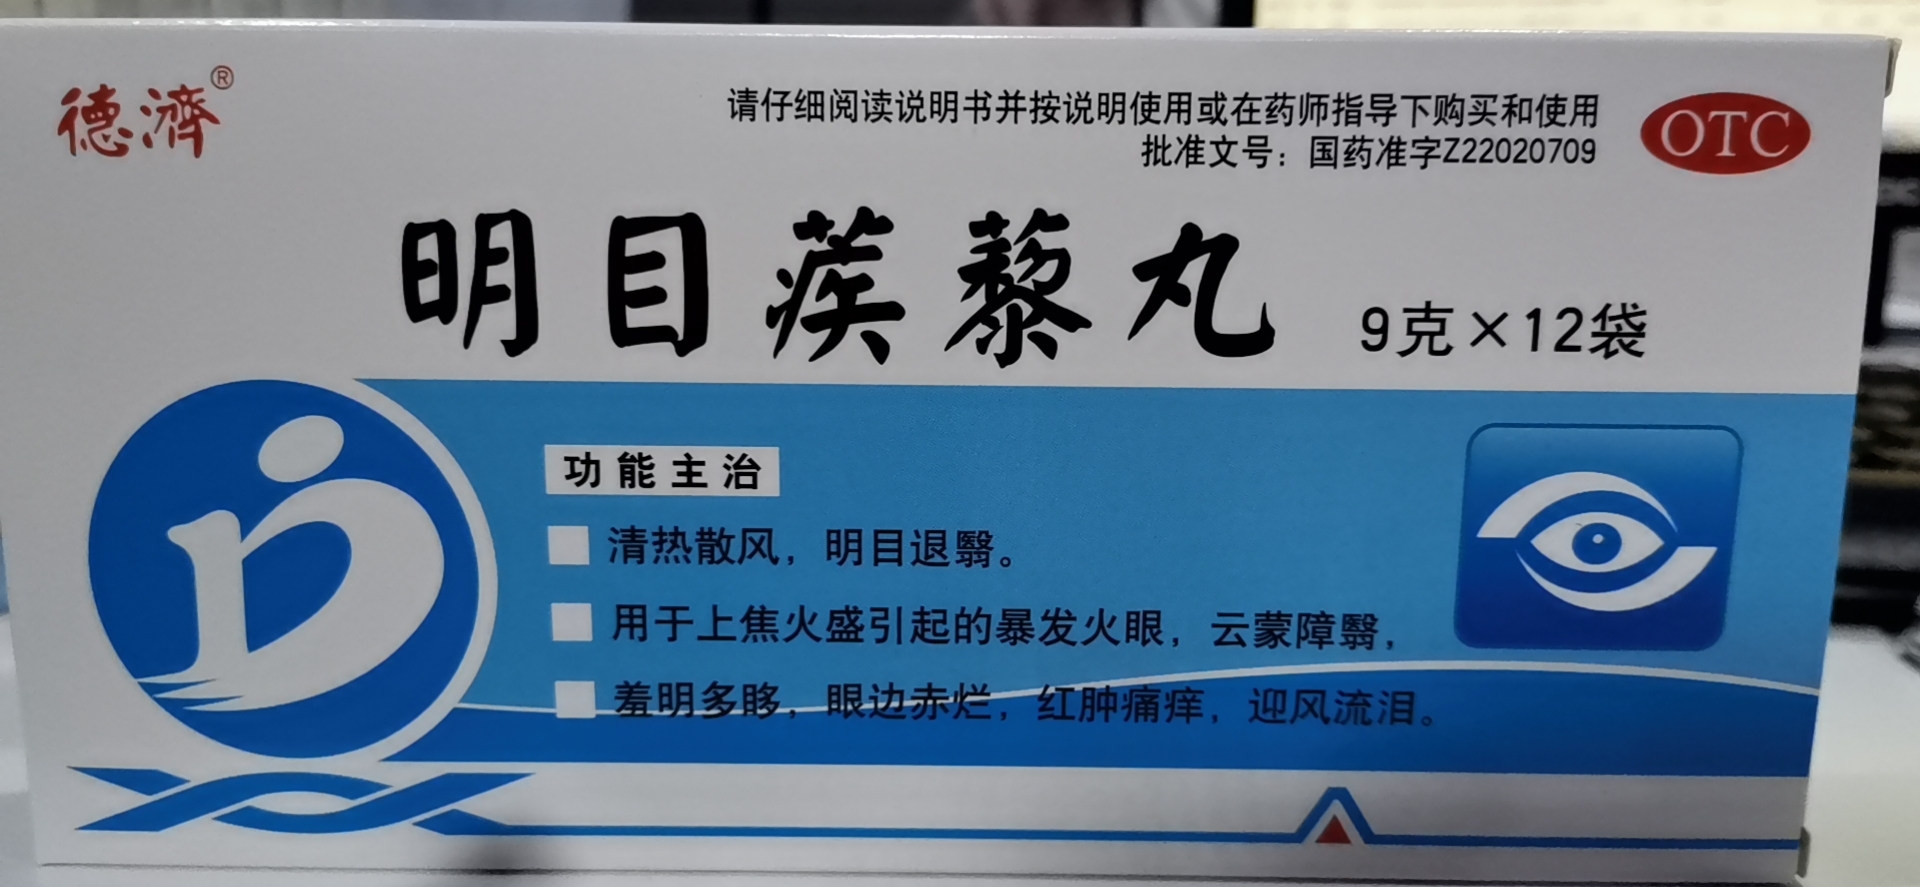 德濟®
请仔细阅读说明书并按说明使用或在药师指导下购买和使用
批准文号：国药准字Z22020709
OTC
明目蒺藜丸 9克×12袋
功能主治
清热散风，明目退翳。
用于上焦火盛引起的暴发火眼，云蒙障翳，
羞明多眵，眼边赤烂，红肿痛痒，迎风流泪。